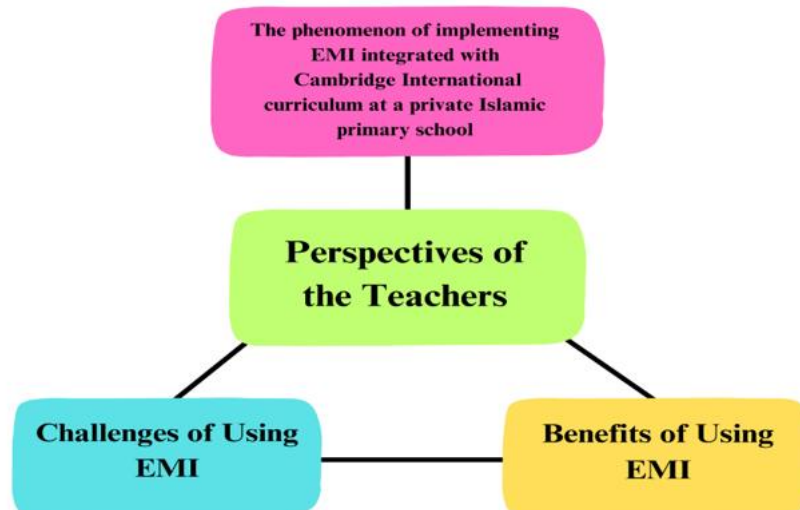 The phenomenon of implementing
EMI integrated with
Cambridge International
curriculum at a private Islamic
primary school
Perspectives of
the Teachers
Challenges of Using
EMI
Benefits of Using
EMI